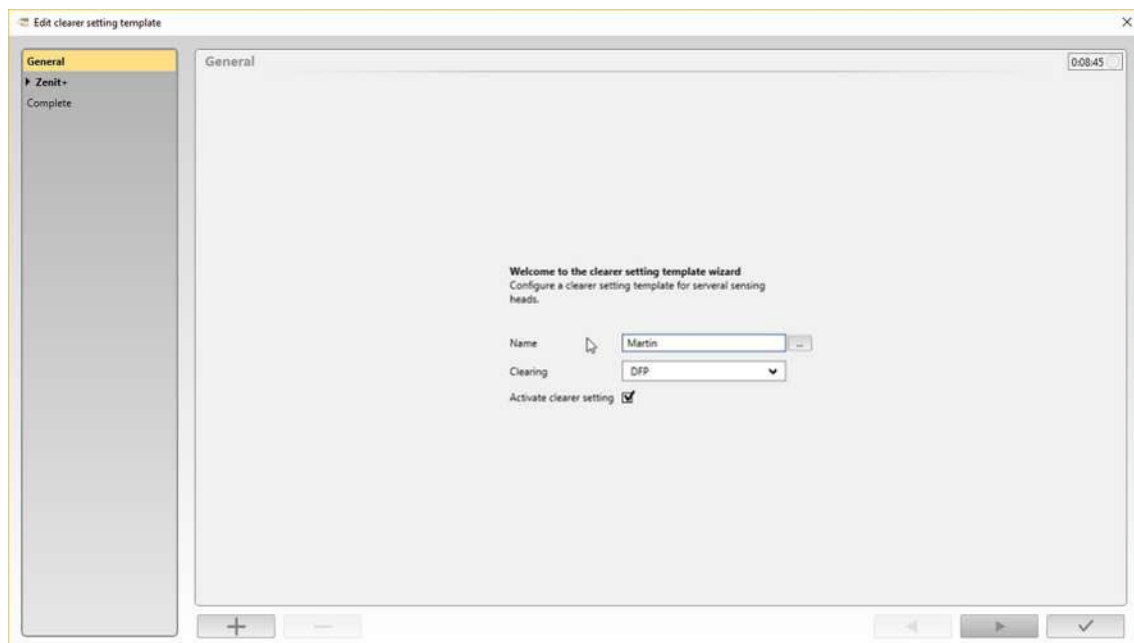 Edit clearer setting template
General
Zenit+
Complete
General
0:08:45
Welcome to the clearer setting template wizard
Configure a clearer setting template for serveral sensing
heads.
Name
Martin
...
Clearing
DFP
Activate clearer setting